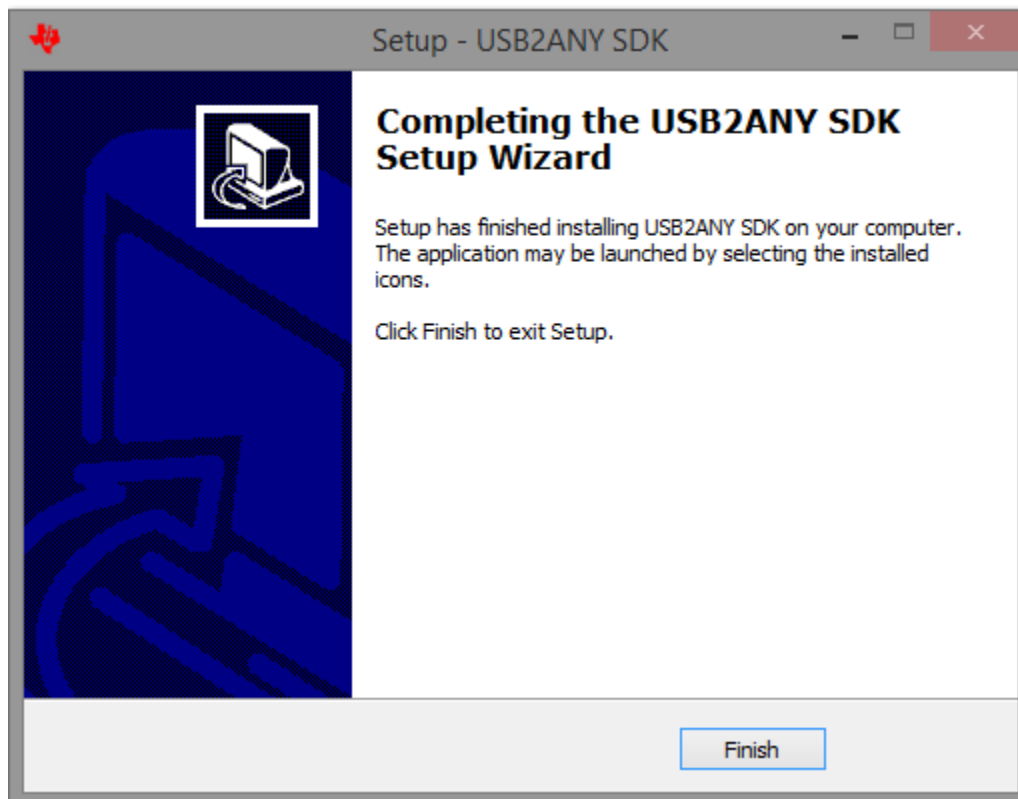 Setup - USB2ANY SDK
Completing the USB2ANY SDK
Setup Wizard
Setup has finished installing USB2ANY SDK on your computer.
The application may be launched by selecting the installed
icons.
Click Finish to exit Setup.
Finish